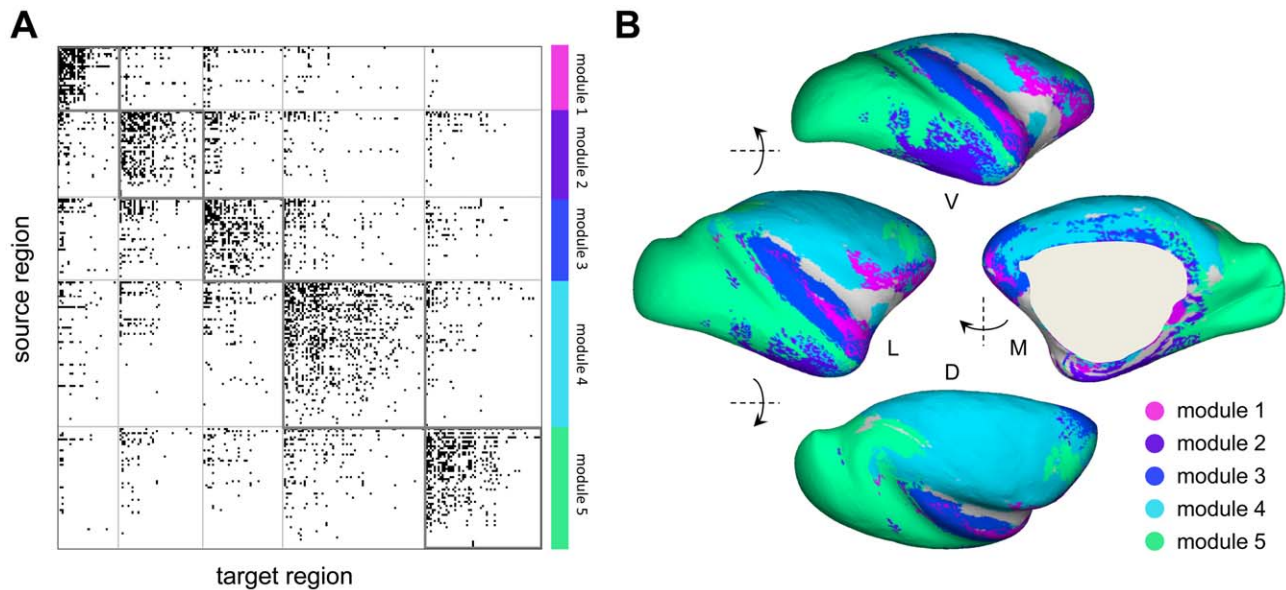 A
B
module 1
module 2
module 3
module 4
module 5
source region
target region
V
L
M
D
module 1
module 2
module 3
module 4
module 5